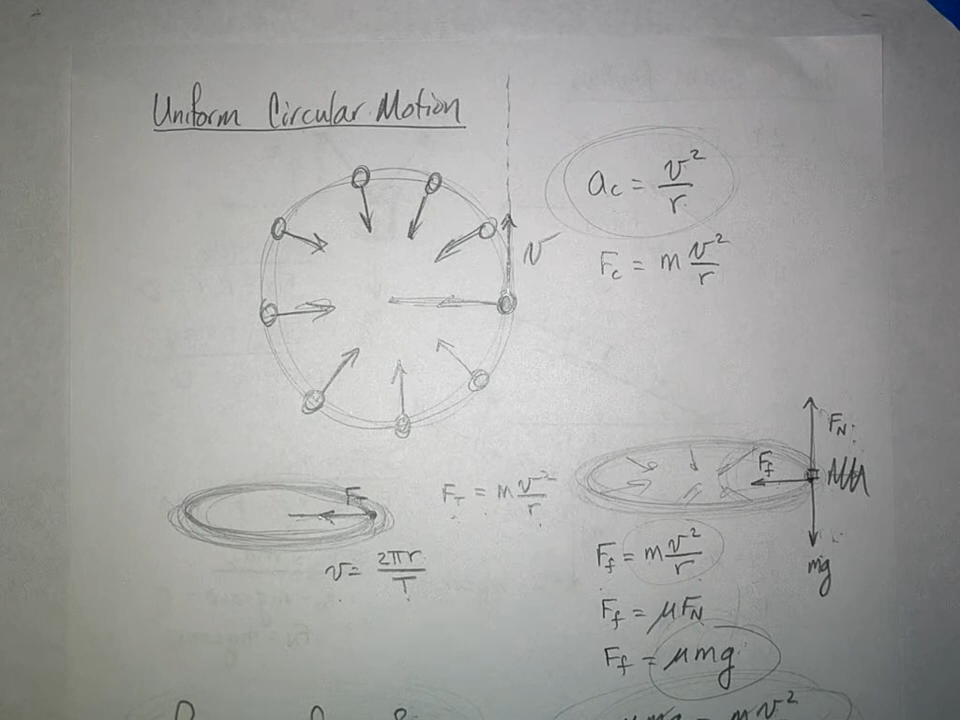 Uniform Circular Motion
a_c = v²/r
v
F_c = m v²/r
F_N
F_f
F_T = m v²/r
F_T
v = 2πr/T
F_f = m v²/r
mg
F_f = μF_N
F_f = μmg